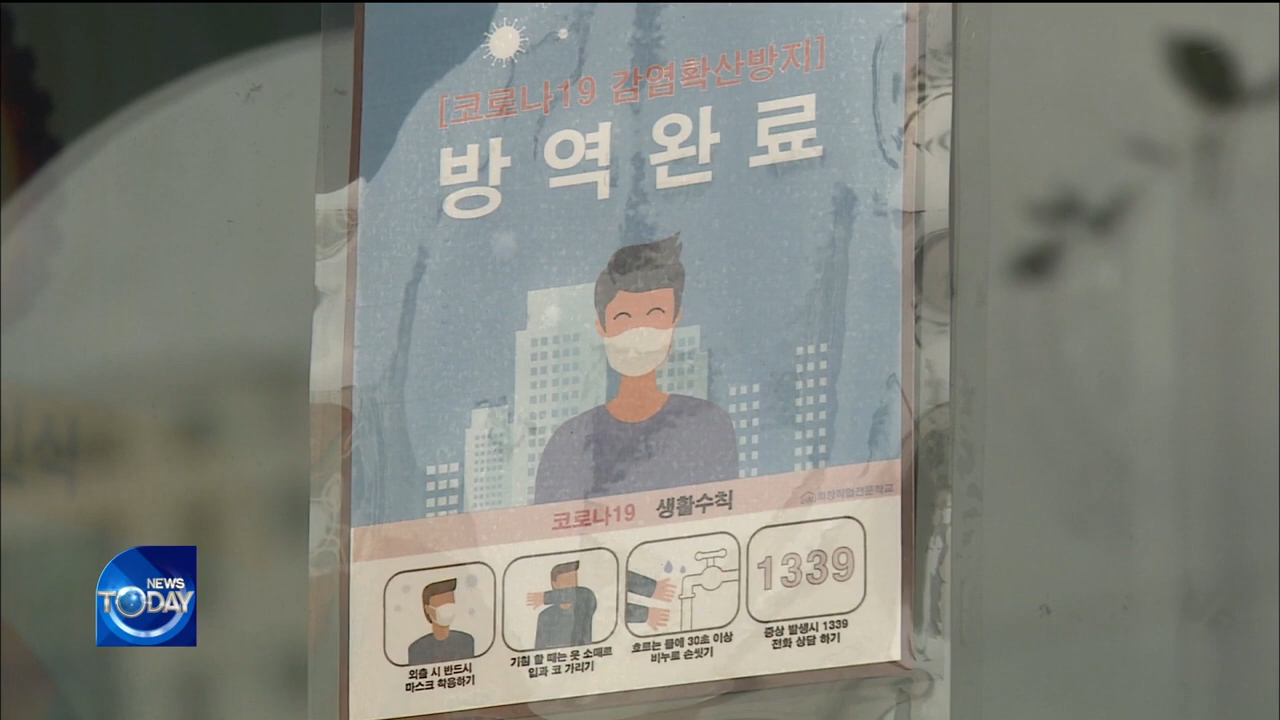 [코로나19 감염확산방지]
방역완료
코로나19 생활수칙
1339
외출 시 반드시
마스크 착용하기
기침 할 때는 옷 소매로
입과 코 가리기
흐르는 물에 30초 이상
비누로 손씻기
증상 발생시 1339
전화 상담 하기
NEWS
TODAY